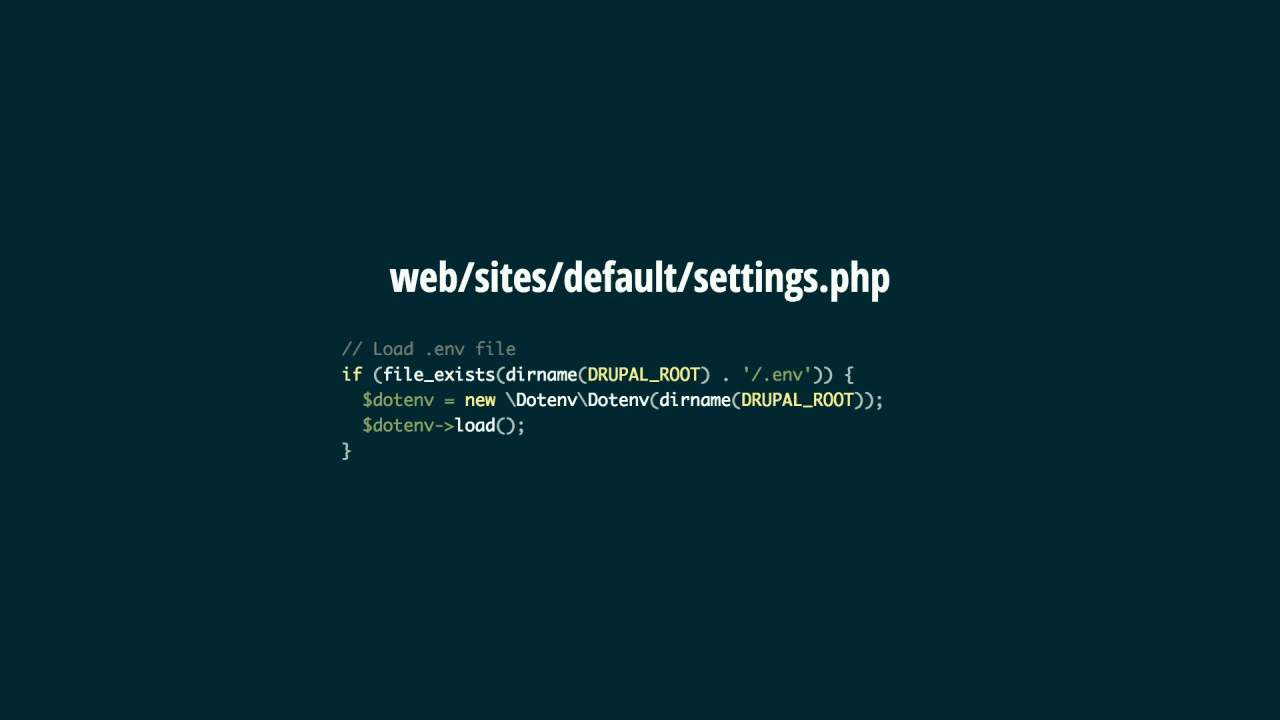 web/sites/default/settings.php
// Load .env file
if (file_exists(dirname(DRUPAL_ROOT) . '/.env')) {
  $dotenv = new \Dotenv\Dotenv(dirname(DRUPAL_ROOT));
  $dotenv->load();
}